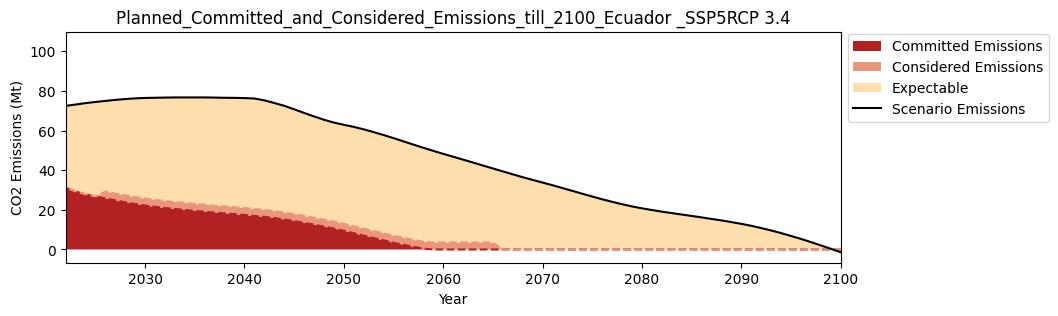 Planned_Committed_and_Considered_Emissions_till_2100_Ecuador _SSP5RCP 3.4
CO2 Emissions (Mt)
100
80
60
40
20
0
2030 2040 2050 2060 2070 2080 2090 2100
Year
Committed Emissions
Considered Emissions
Expectable
Scenario Emissions